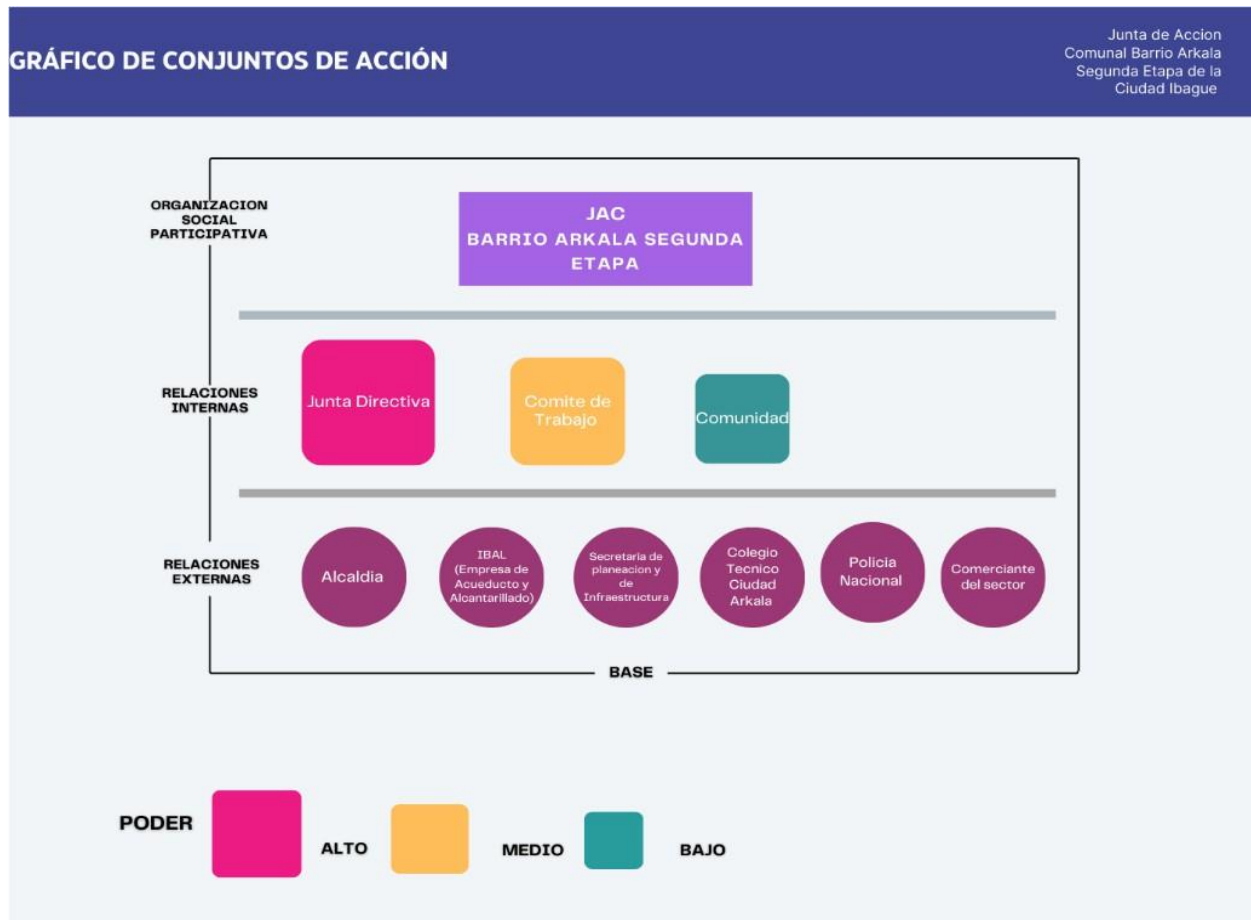 GRÁFICO DE CONJUNTOS DE ACCIÓN
Junta de Accion
Comunal Barrio Arkala
Segunda Etapa de la
Ciudad Ibague
ORGANIZACION
SOCIAL
PARTICIPATIVA
JAC
BARRIO ARKALA SEGUNDA
ETAPA
RELACIONES
INTERNAS
Junta Directiva
Comite de
Trabajo
Comunidad
RELACIONES
EXTERNAS
Alcaldia
IBAL
(Empresa de
Acueducto y
Alcantarillado)
Secretaria de
planeacion y
de
Infraestructura
Colegio
Tecnico
Ciudad
Arkala
Policia
Nacional
Comerciante
del sector
BASE
PODER
ALTO
MEDIO
BAJO